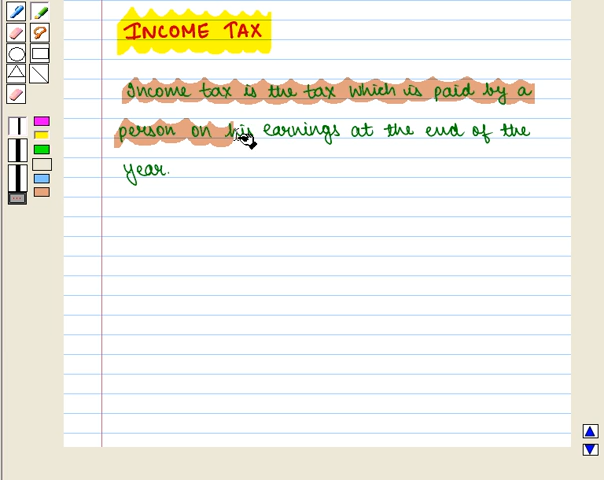 INCOME TAX
Income tax is the tax which is paid by a
person on his earnings at the end of the
year.